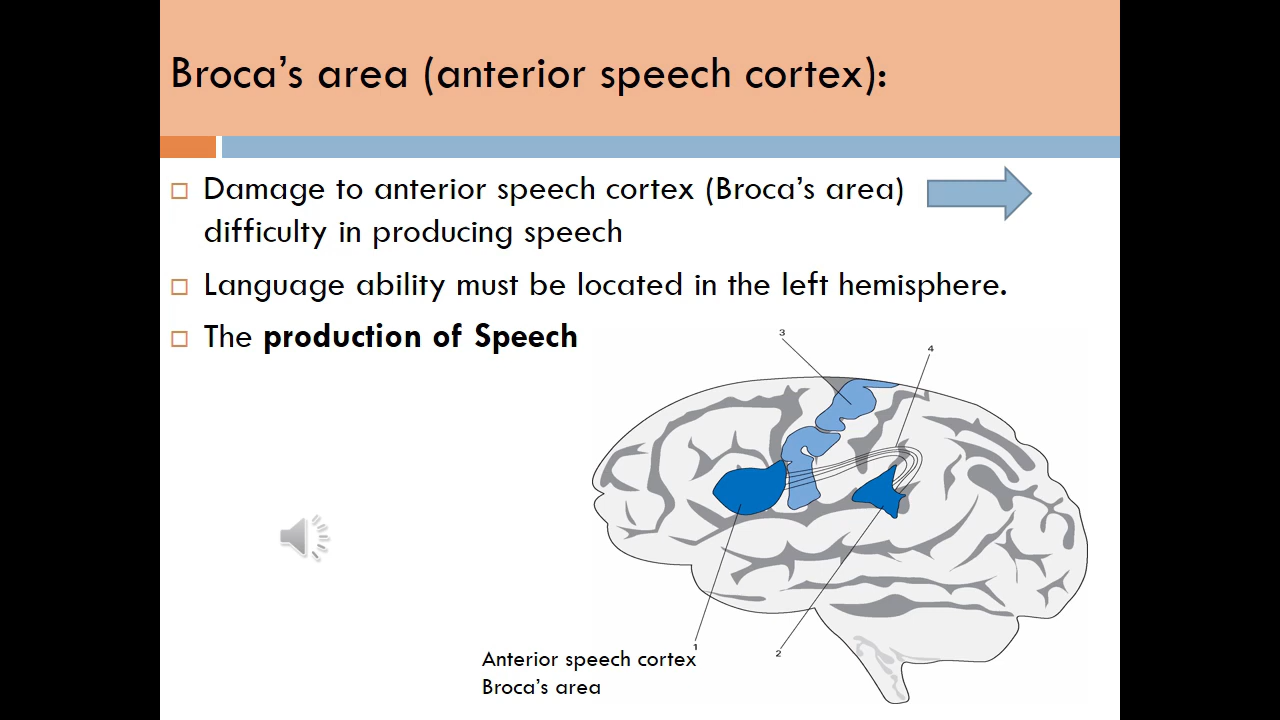 Broca's area (anterior speech cortex):
Damage to anterior speech cortex (Broca's area)
difficulty in producing speech
Language ability must be located in the left hemisphere.
The production of Speech
3
4
1
2
Anterior speech cortex
Broca's area